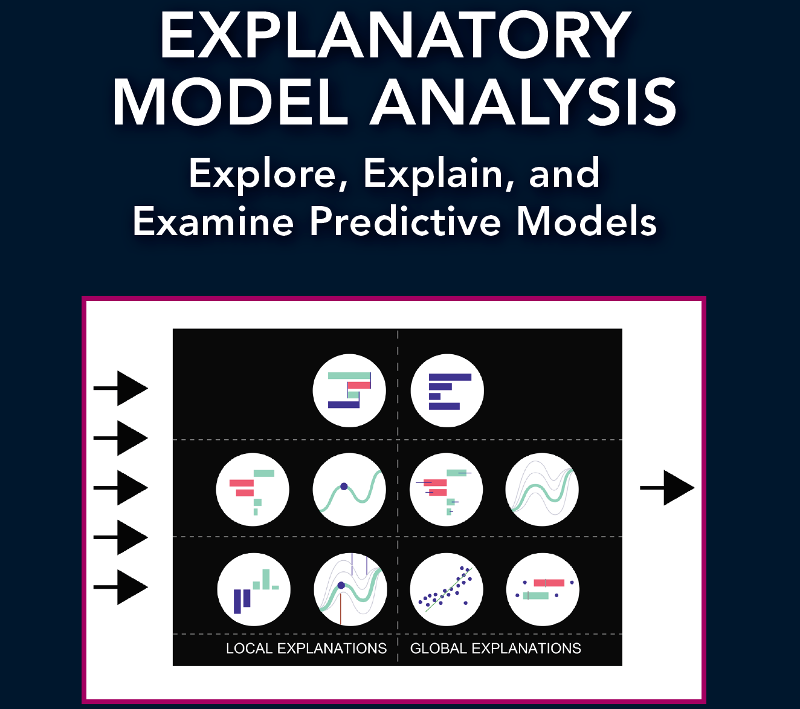 EXPLANATORY
MODEL ANALYSIS
Explore, Explain, and
Examine Predictive Models
LOCAL EXPLANATIONS
GLOBAL EXPLANATIONS